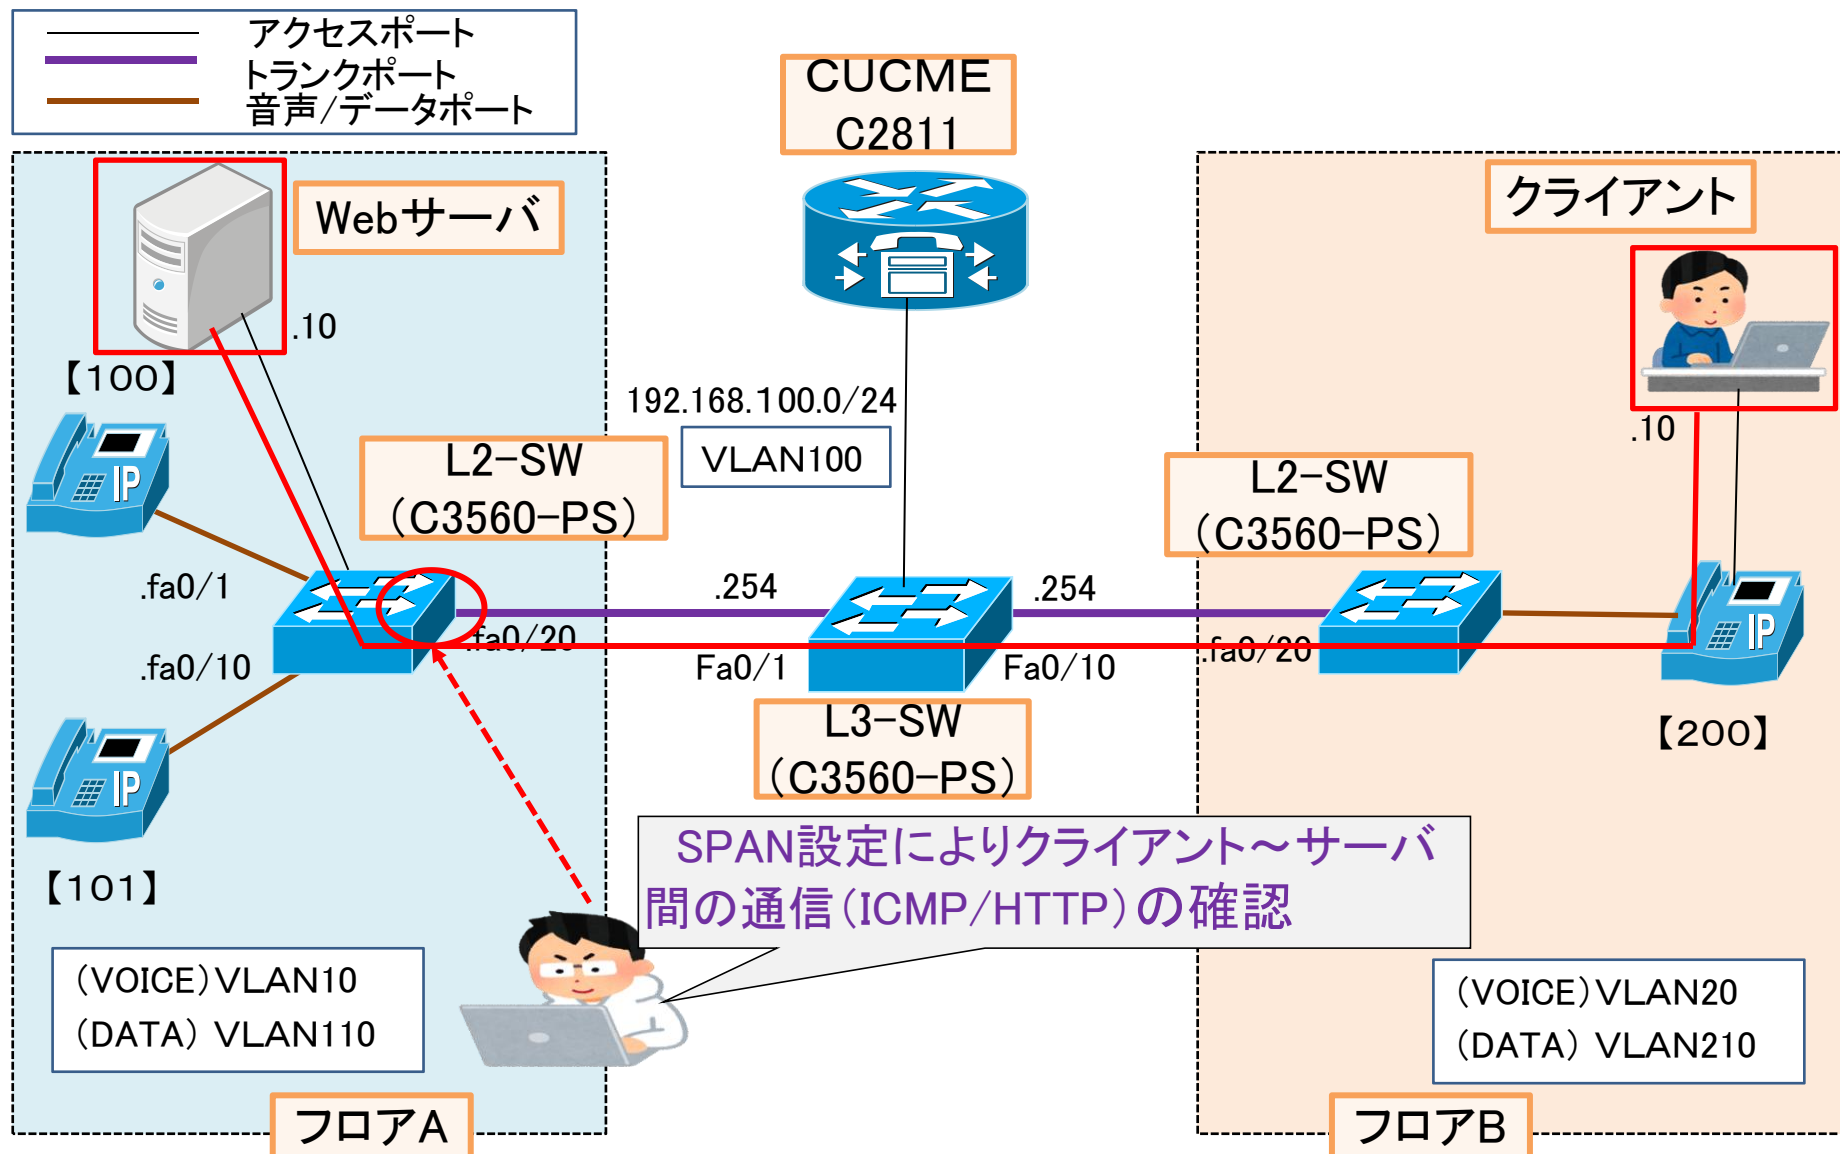 アクセスポート
トランクポート
音声/データポート
CUCME
C2811
Webサーバ
クライアント
.10
【100】
192.168.100.0/24
VLAN100
.10
L2-SW
(C3560-PS)
L2-SW
(C3560-PS)
IP
.fa0/1
.254
.254
.fa0/20
.fa0/10
Fa0/1
Fa0/10
.fa0/20
IP
L3-SW
(C3560-PS)
【200】
IP
【101】
SPAN設定によりクライアント～サーバ
間の通信(ICMP/HTTP)の確認
(VOICE)VLAN10
(DATA) VLAN110
(VOICE)VLAN20
(DATA) VLAN210
フロアA
フロアB